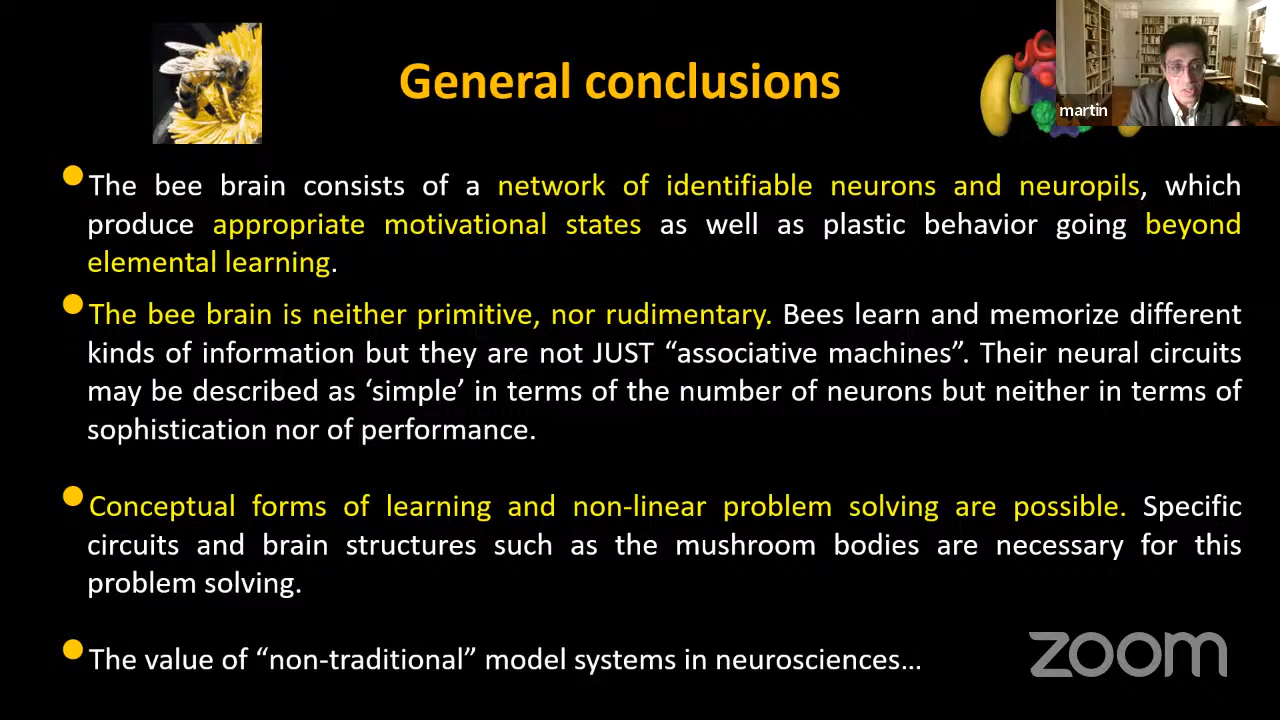 General conclusions
martin
The bee brain consists of a network of identifiable neurons and neuropils, which
produce appropriate motivational states as well as plastic behavior going beyond
elemental learning.
The bee brain is neither primitive, nor rudimentary. Bees learn and memorize different
kinds of information but they are not JUST “associative machines”. Their neural circuits
may be described as ‘simple’ in terms of the number of neurons but neither in terms of
sophistication nor of performance.
Conceptual forms of learning and non-linear problem solving are possible. Specific
circuits and brain structures such as the mushroom bodies are necessary for this
problem solving.
The value of “non-traditional” model systems in neurosciences…
zoom